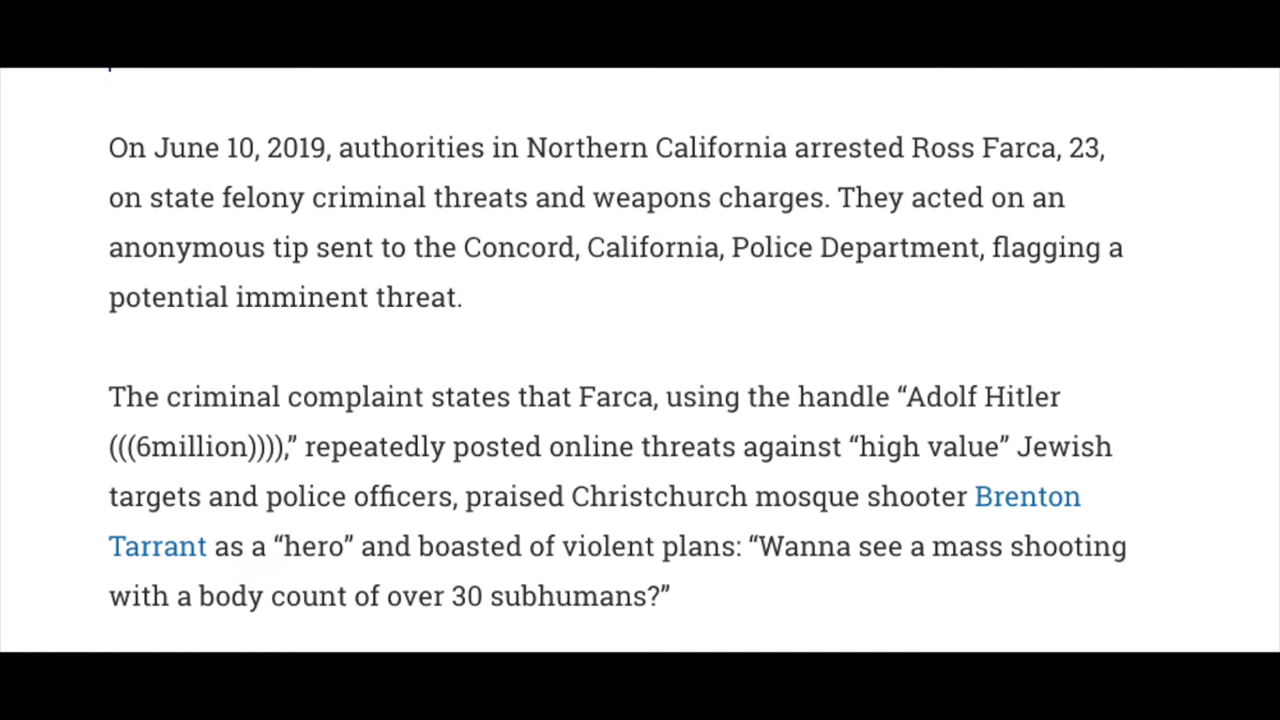 On June 10, 2019, authorities in Northern California arrested Ross Farca, 23,
on state felony criminal threats and weapons charges. They acted on an
anonymous tip sent to the Concord, California, Police Department, flagging a
potential imminent threat.
The criminal complaint states that Farca, using the handle “Adolf Hitler
(((6million)))),” repeatedly posted online threats against “high value” Jewish
targets and police officers, praised Christchurch mosque shooter Brenton
Tarrant as a “hero” and boasted of violent plans: “Wanna see a mass shooting
with a body count of over 30 subhumans?”